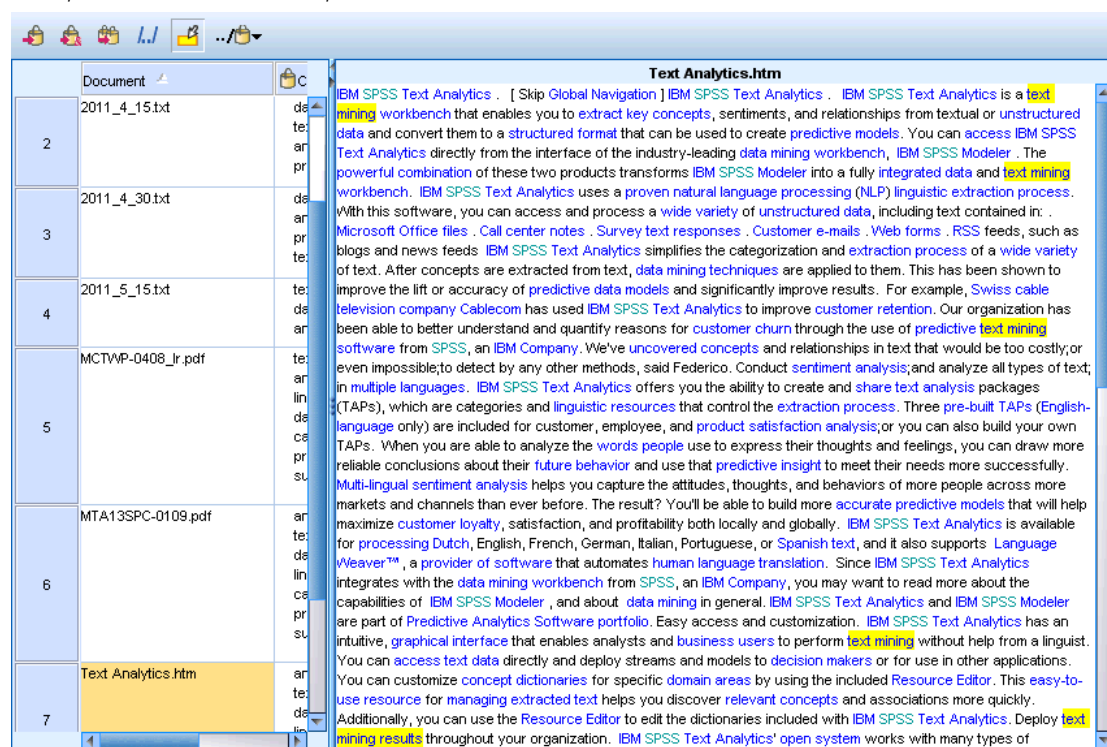 /../
../
Document
C
2
2011_4_15.txt
da
te
ar
pr
3
2011_4_30.txt
da
ar
pr
te
4
2011_5_15.txt
te
da
ar
5
MCTWP-0408_lr.pdf
te
ar
lin
da
ca
pr
su
6
MTA13SPC-0109.pdf
ar
te
da
lin
ca
pr
su
7
Text Analytics.htm
ar
te
da
lin
Text Analytics.htm
IBM SPSS Text Analytics . [ Skip Global Navigation ] IBM SPSS Text Analytics . IBM SPSS Text Analytics is a text
mining workbench that enables you to extract key concepts, sentiments, and relationships from textual or unstructured
data and convert them to a structured format that can be used to create predictive models. You can access IBM SPSS
Text Analytics directly from the interface of the industry-leading data mining workbench, IBM SPSS Modeler . The
powerful combination of these two products transforms IBM SPSS Modeler into a fully integrated data and text mining
workbench. IBM SPSS Text Analytics uses a proven natural language processing (NLP) linguistic extraction process.
With this software, you can access and process a wide variety of unstructured data, including text contained in: .
Microsoft Office files . Call center notes . Survey text responses . Customer e-mails . Web forms . RSS feeds, such as
blogs and news feeds IBM SPSS Text Analytics simplifies the categorization and extraction process of a wide variety
of text. After concepts are extracted from text, data mining techniques are applied to them. This has been shown to
improve the lift or accuracy of predictive data models and significantly improve results. For example, Swiss cable
television company Cablecom has used IBM SPSS Text Analytics to improve customer retention. Our organization has
been able to better understand and quantify reasons for customer churn through the use of predictive text mining
software from SPSS, an IBM Company. We've uncovered concepts and relationships in text that would be too costly;or
even impossible;to detect by any other methods, said Federico. Conduct sentiment analysis;and analyze all types of text;
in multiple languages. IBM SPSS Text Analytics offers you the ability to create and share text analysis packages
(TAPs), which are categories and linguistic resources that control the extraction process. Three pre-built TAPs (English-
language only) are included for customer, employee, and product satisfaction analysis;or you can also build your own
TAPs. When you are able to analyze the words people use to express their thoughts and feelings, you can draw more
reliable conclusions about their future behavior and use that predictive insight to meet their needs more successfully.
Multi-lingual sentiment analysis helps you capture the attitudes, thoughts, and behaviors of more people across more
markets and channels than ever before. The result? You'll be able to build more accurate predictive models that will help
maximize customer loyalty, satisfaction, and profitability both locally and globally. IBM SPSS Text Analytics is available
for processing Dutch, English, French, German, Italian, Portuguese, or Spanish text, and it also supports Language
Weaver™ , a provider of software that automates human language translation. Since IBM SPSS Text Analytics
integrates with the data mining workbench from SPSS, an IBM Company, you may want to read more about the
capabilities of IBM SPSS Modeler , and about data mining in general. IBM SPSS Text Analytics and IBM SPSS Modeler
are part of Predictive Analytics Software portfolio. Easy access and customization. IBM SPSS Text Analytics has an
intuitive, graphical interface that enables analysts and business users to perform text mining without help from a linguist.
You can access text data directly and deploy streams and models to decision makers or for use in other applications.
You can customize concept dictionaries for specific domain areas by using the included Resource Editor. This easy-to-
use resource for managing extracted text helps you discover relevant concepts and associations more quickly.
Additionally, you can use the Resource Editor to edit the dictionaries included with IBM SPSS Text Analytics. Deploy text
mining results throughout your organization. IBM SPSS Text Analytics' open system works with many types of